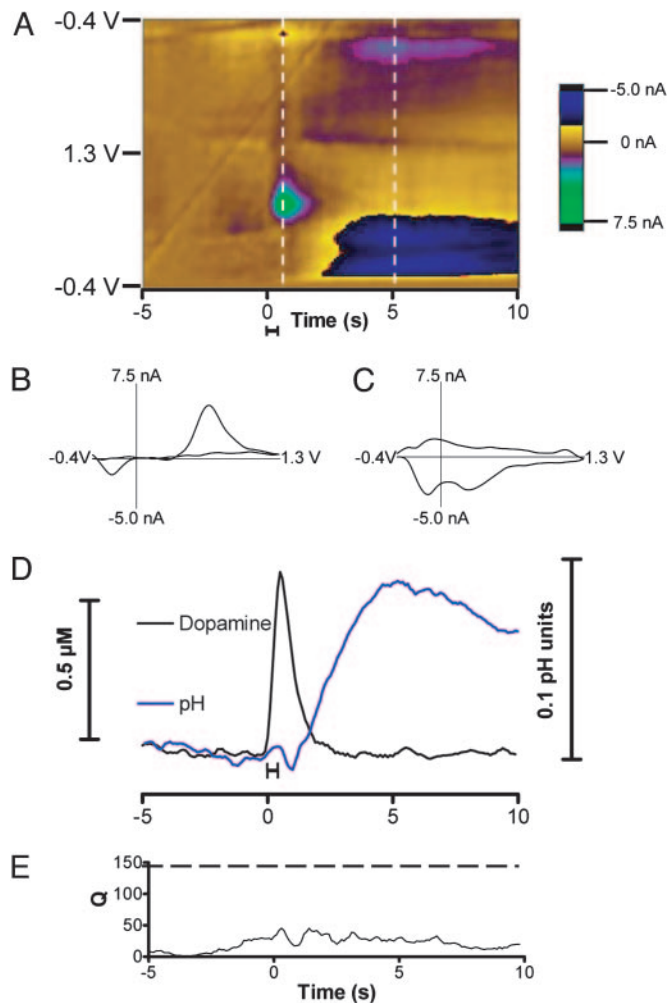 A
-0.4 V
1.3 V
-0.4 V
-5.0 nA
0 nA
7.5 nA
-5 0 5 10
Time (s)
B
7.5 nA
-0.4V
1.3 V
-5.0 nA
C
7.5 nA
-0.4V
1.3 V
-5.0 nA
D
0.5 µM
Dopamine
pH
0.1 pH units
-5 0 5 10
E
Q
150
100
50
0
-5 0 5 10
Time (s)